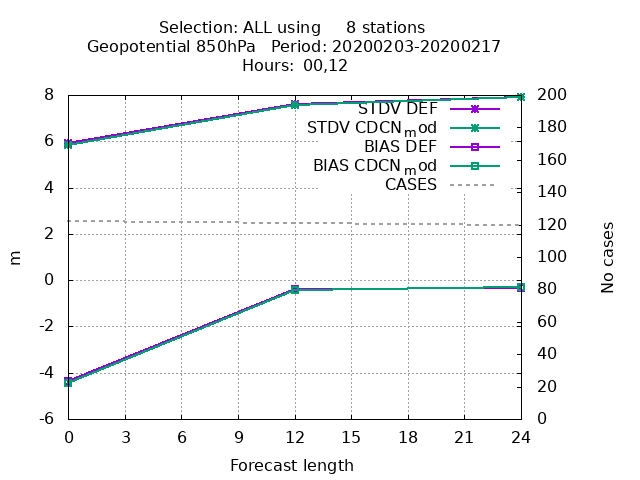 Selection: ALL using     8 stations
Geopotential 850hPa   Period: 20200203-20200217
Hours: 00,12
8
6
4
2
0
-2
-4
-6
m
STDV DEF
STDV CDCNmod
BIAS DEF
BIAS CDCNmod
CASES
200
180
160
140
120
100
80
60
40
20
0
No cases
0 3 6 9 12 15 18 21 24
Forecast length